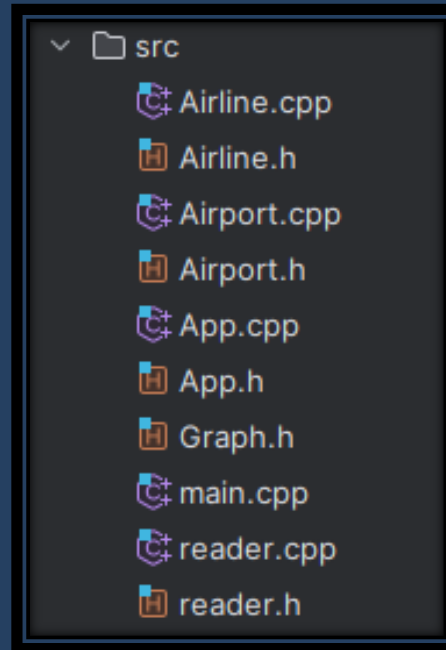 src
Airline.cpp
Airline.h
Airport.cpp
Airport.h
App.cpp
App.h
Graph.h
main.cpp
reader.cpp
reader.h